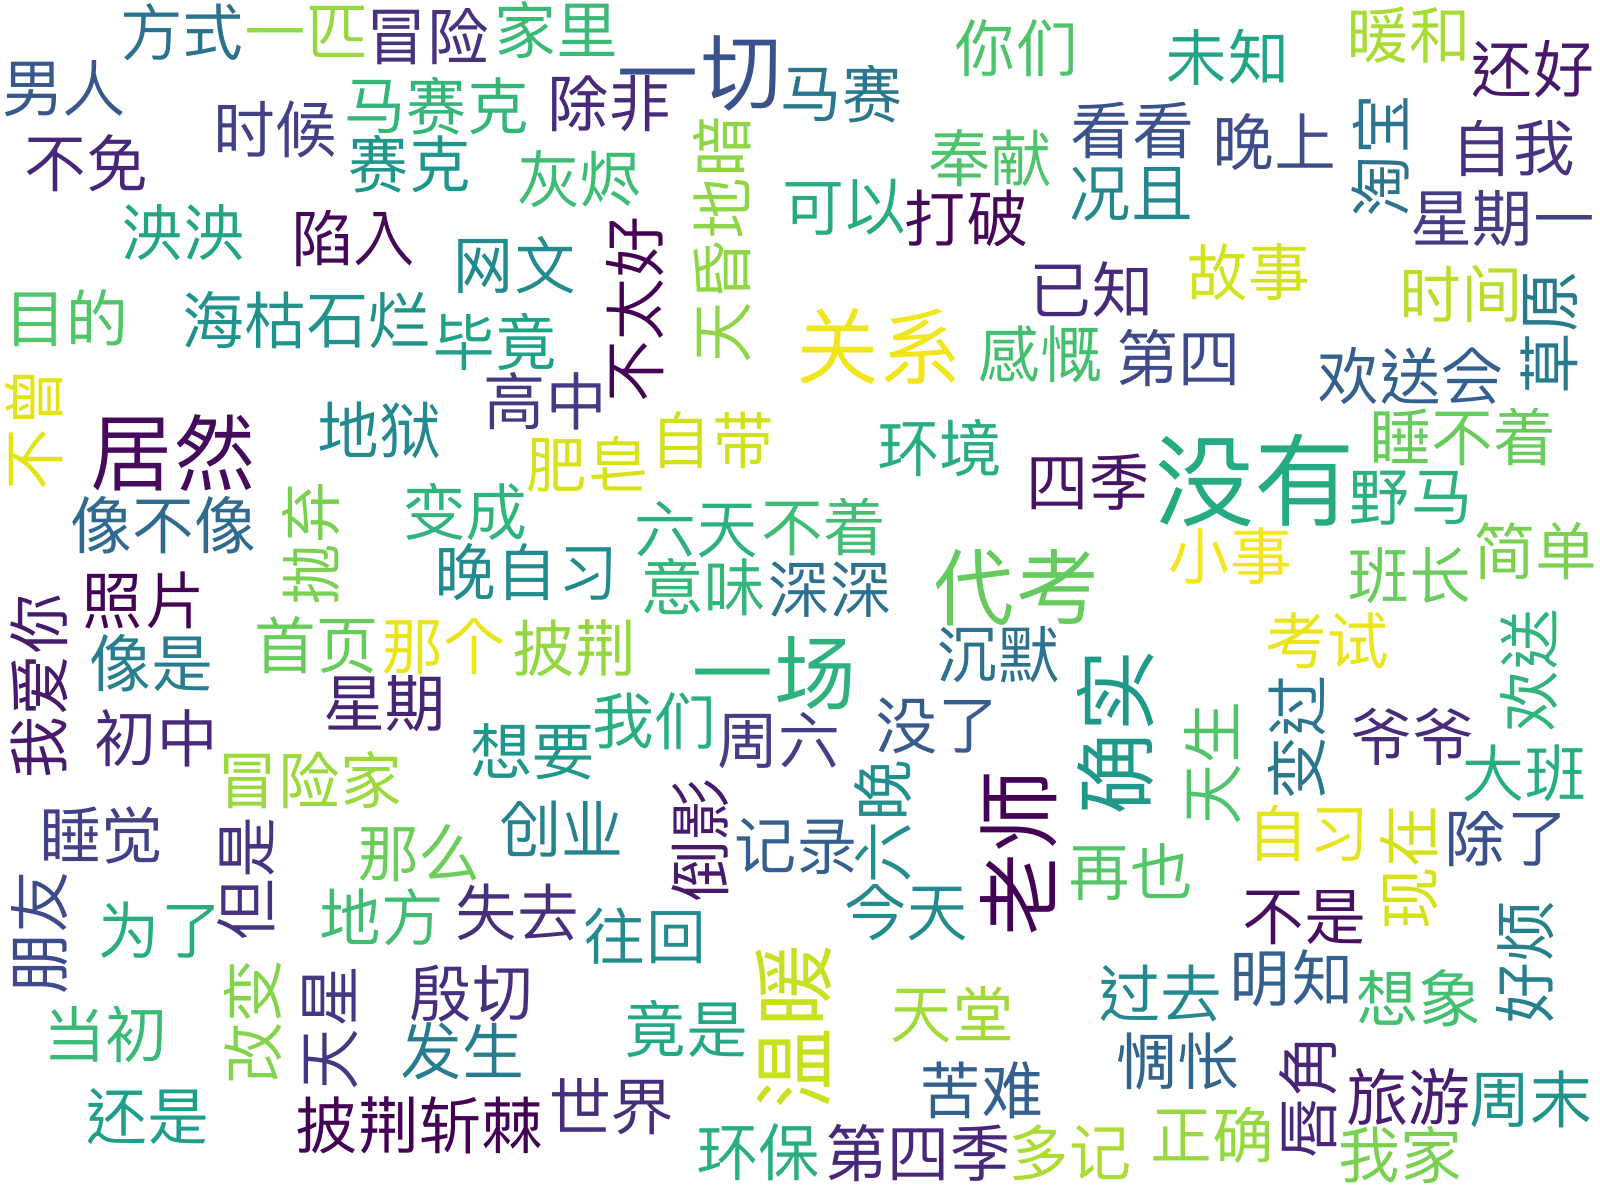 方式
一匹
冒险
家里
一切
你们
未知
暖和
还好
男人
时候
马赛克
除非
马赛
看看
晚上
淘宝
自我
不免
赛克
灰烬
天昏地暗
奉献
况且
星期一
泱泱
陷入
网文
不太好
可以
打破
已知
故事
时间
草原
目的
海枯石烂
毕竟
关系
感慨
第四
欢送会
不曾
居然
地狱
高中
肥皂
自带
环境
四季
没有
睡不着
野马
像不像
抛弃
变成
六天
不着
代考
小事
班长
简单
我爱你
照片
晚自习
意味
深深
像是
首页
那个
披荆
一场
沉默
确实
考试
欢送
初中
星期
想要
我们
周六
没了
天生
变过
爷爷
大班
冒险家
睡觉
但是
那么
创业
倒影
记录
六晚
老师
再也
自习
现在
除了
朋友
为了
地方
失去
往回
今天
不是
好烦
当初
改变
天星
殷切
发生
竟是
温暖
天堂
过去
明知
想象
还是
披荆斩棘
世界
苦难
惆怅
唇角
旅游
周末
环保
第四季
多记
正确
我家